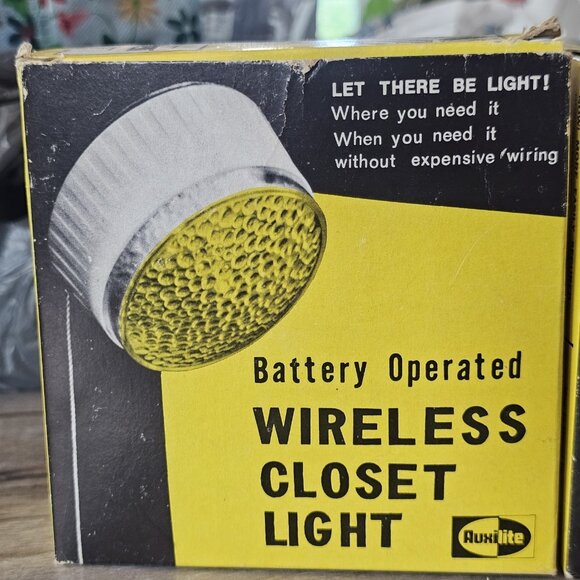 LET THERE BE LIGHT!
Where you need it
When you need it
without expensive wiring
Battery Operated
WIRELESS
CLOSET
LIGHT
Auxilite